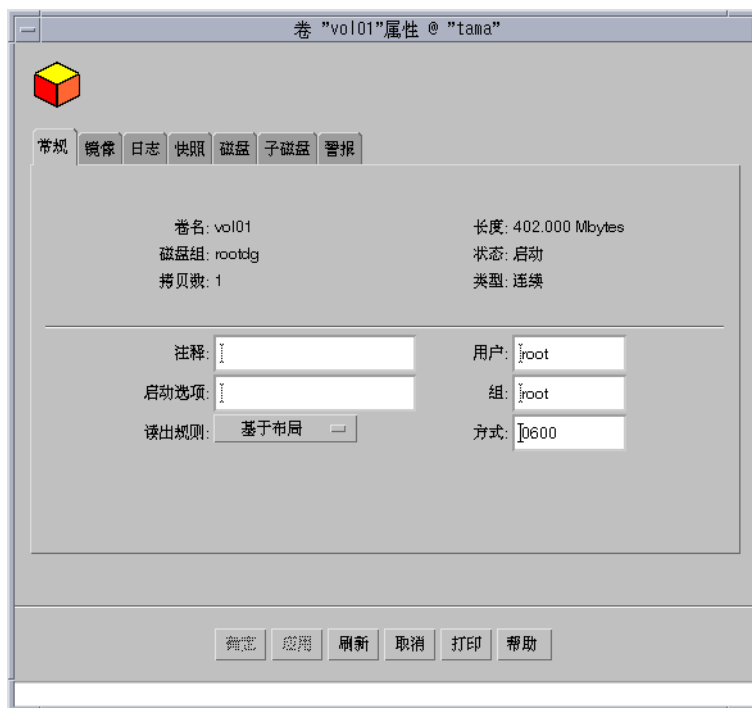 卷 "vol01"属性 @ "tama"
常规 镜像 日志 快照 磁盘 子磁盘 警报
卷名: vol01 长度: 402.000 Mbytes
磁盘组: rootdg 状态: 启动
拷贝数: 1 类型: 连续
注释: 用户: root
启动选项: 组: root
读出规则: 基于布局 方式: 0600
确定 应用 刷新 取消 打印 帮助